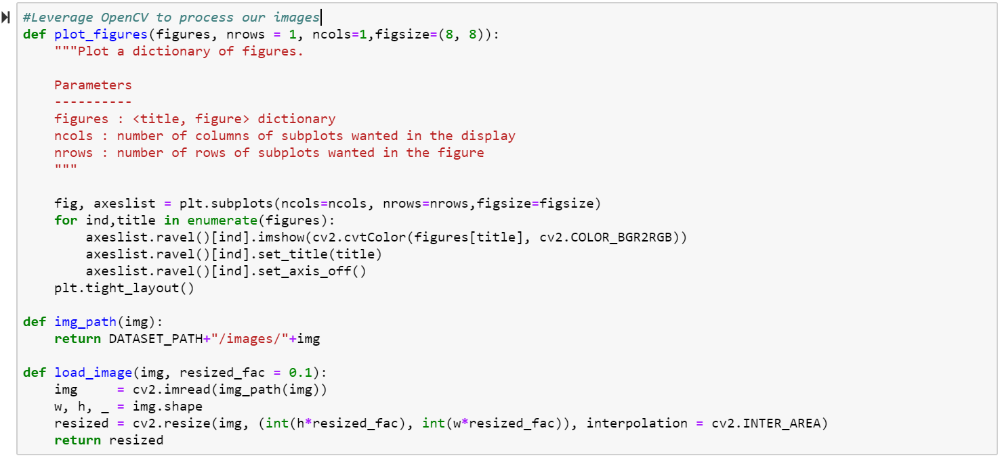 #Leverage OpenCV to process our images
def plot_figures(figures, nrows = 1, ncols=1,figsize=(8, 8)):
    """Plot a dictionary of figures.

    Parameters
    ----------
    figures : <title, figure> dictionary
    ncols : number of columns of subplots wanted in the display
    nrows : number of rows of subplots wanted in the figure
    """

    fig, axeslist = plt.subplots(ncols=ncols, nrows=nrows,figsize=figsize)
    for ind,title in enumerate(figures):
        axeslist.ravel()[ind].imshow(cv2.cvtColor(figures[title], cv2.COLOR_BGR2RGB))
        axeslist.ravel()[ind].set_title(title)
        axeslist.ravel()[ind].set_axis_off()
    plt.tight_layout()

def img_path(img):
    return DATASET_PATH+"/images/"+img

def load_image(img, resized_fac = 0.1):
    img     = cv2.imread(img_path(img))
    w, h, _ = img.shape
    resized = cv2.resize(img, (int(h*resized_fac), int(w*resized_fac)), interpolation = cv2.INTER_AREA)
    return resized